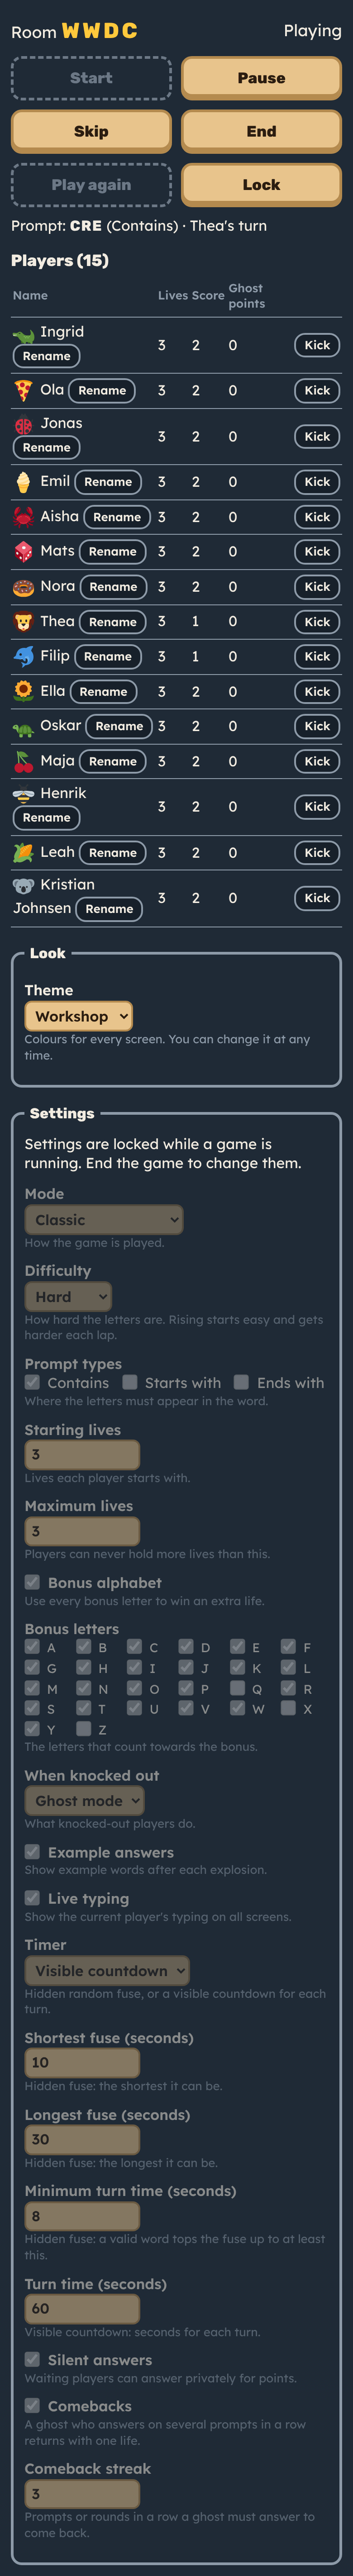 Room WWDC Playing
Start Pause
Skip End
Play again Lock
Prompt: CRE (Contains) · Thea's turn
Players (15)
Name Lives Score Ghost points
Ingrid Rename 3 2 0 Kick
Ola Rename 3 2 0 Kick
Jonas Rename 3 2 0 Kick
Emil Rename 3 2 0 Kick
Aisha Rename 3 2 0 Kick
Mats Rename 3 2 0 Kick
Nora Rename 3 2 0 Kick
Thea Rename 3 1 0 Kick
Filip Rename 3 1 0 Kick
Ella Rename 3 2 0 Kick
Oskar Rename 3 2 0 Kick
Maja Rename 3 2 0 Kick
Henrik Rename 3 2 0 Kick
Leah Rename 3 2 0 Kick
Kristian Johnsen Rename 3 2 0 Kick
Look
Theme
Workshop
Colours for every screen. You can change it at any
time.
Settings
Settings are locked while a game is
running. End the game to change them.
Mode
Classic
How the game is played.
Difficulty
Hard
How hard the letters are. Rising starts easy and gets
harder each lap.
Prompt types
Contains Starts with Ends with
Where the letters must appear in the word.
Starting lives
3
Lives each player starts with.
Maximum lives
3
Players can never hold more lives than this.
Bonus alphabet
Use every bonus letter to win an extra life.
Bonus letters
A B C D E F
G H I J K L
M N O P Q R
S T U V W X
Y Z
The letters that count towards the bonus.
When knocked out
Ghost mode
What knocked-out players do.
Example answers
Show example words after each explosion.
Live typing
Show the current player's typing on all screens.
Timer
Visible countdown
Hidden random fuse, or a visible countdown for each
turn.
Shortest fuse (seconds)
10
Hidden fuse: the shortest it can be.
Longest fuse (seconds)
30
Hidden fuse: the longest it can be.
Minimum turn time (seconds)
8
Hidden fuse: a valid word tops the fuse up to at least
this.
Turn time (seconds)
60
Visible countdown: seconds for each turn.
Silent answers
Waiting players can answer privately for points.
Comebacks
A ghost who answers on several prompts in a row
returns with one life.
Comeback streak
3
Prompts or rounds in a row a ghost must answer to
come back.